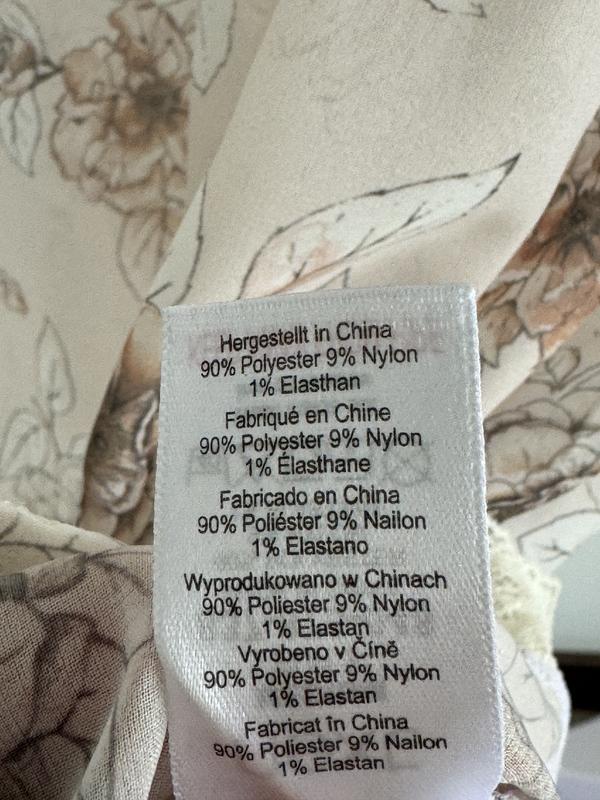 Hergestellt in China
90% Polyester 9% Nylon
1% Elasthan
Fabriqué en Chine
90% Polyester 9% Nylon
1% Élasthane
Fabricado en China
90% Poliéster 9% Nailon
1% Elastano
Wyprodukowano w Chinach
90% Poliester 9% Nylon
1% Elastan
Vyrobeno v Číně
90% Polyester 9% Nylon
1% Elastan
Fabricat în China
90% Poliester 9% Nailon
1% Elastan